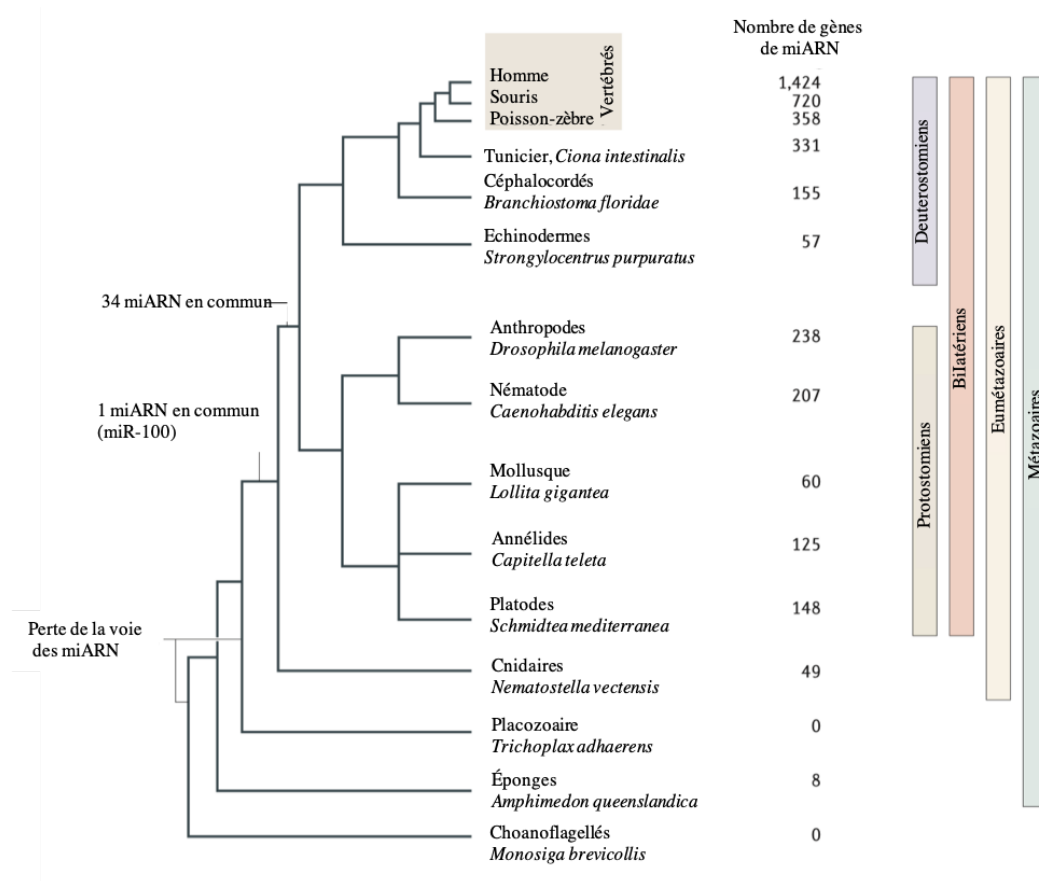 Nombre de gènes
de miARN
Homme
1,424
Souris
720
Poisson-zèbre
358
Vertébrés
Tunicier, Ciona intestinalis
331
Céphalocordés
Branchiostoma floridae
155
Echinodermes
Strongylocentrus purpuratus
57
34 miARN en commun
Anthropodes
Drosophila melanogaster
238
1 miARN en commun
(miR-100)
Nématode
Caenohabditis elegans
207
Mollusque
Lollita gigantea
60
Annélides
Capitella teleta
125
Platodes
Schmidtea mediterranea
148
Perte de la voie
des miARN
Cnidaires
Nematostella vectensis
49
Placozoaire
Trichoplax adhaerens
0
Éponges
Amphimedon queenslandica
8
Choanoflagellés
Monosiga brevicollis
0
Deuterostomiens
Protostomiens
Bilatériens
Eumétazoaires
Métazoaires